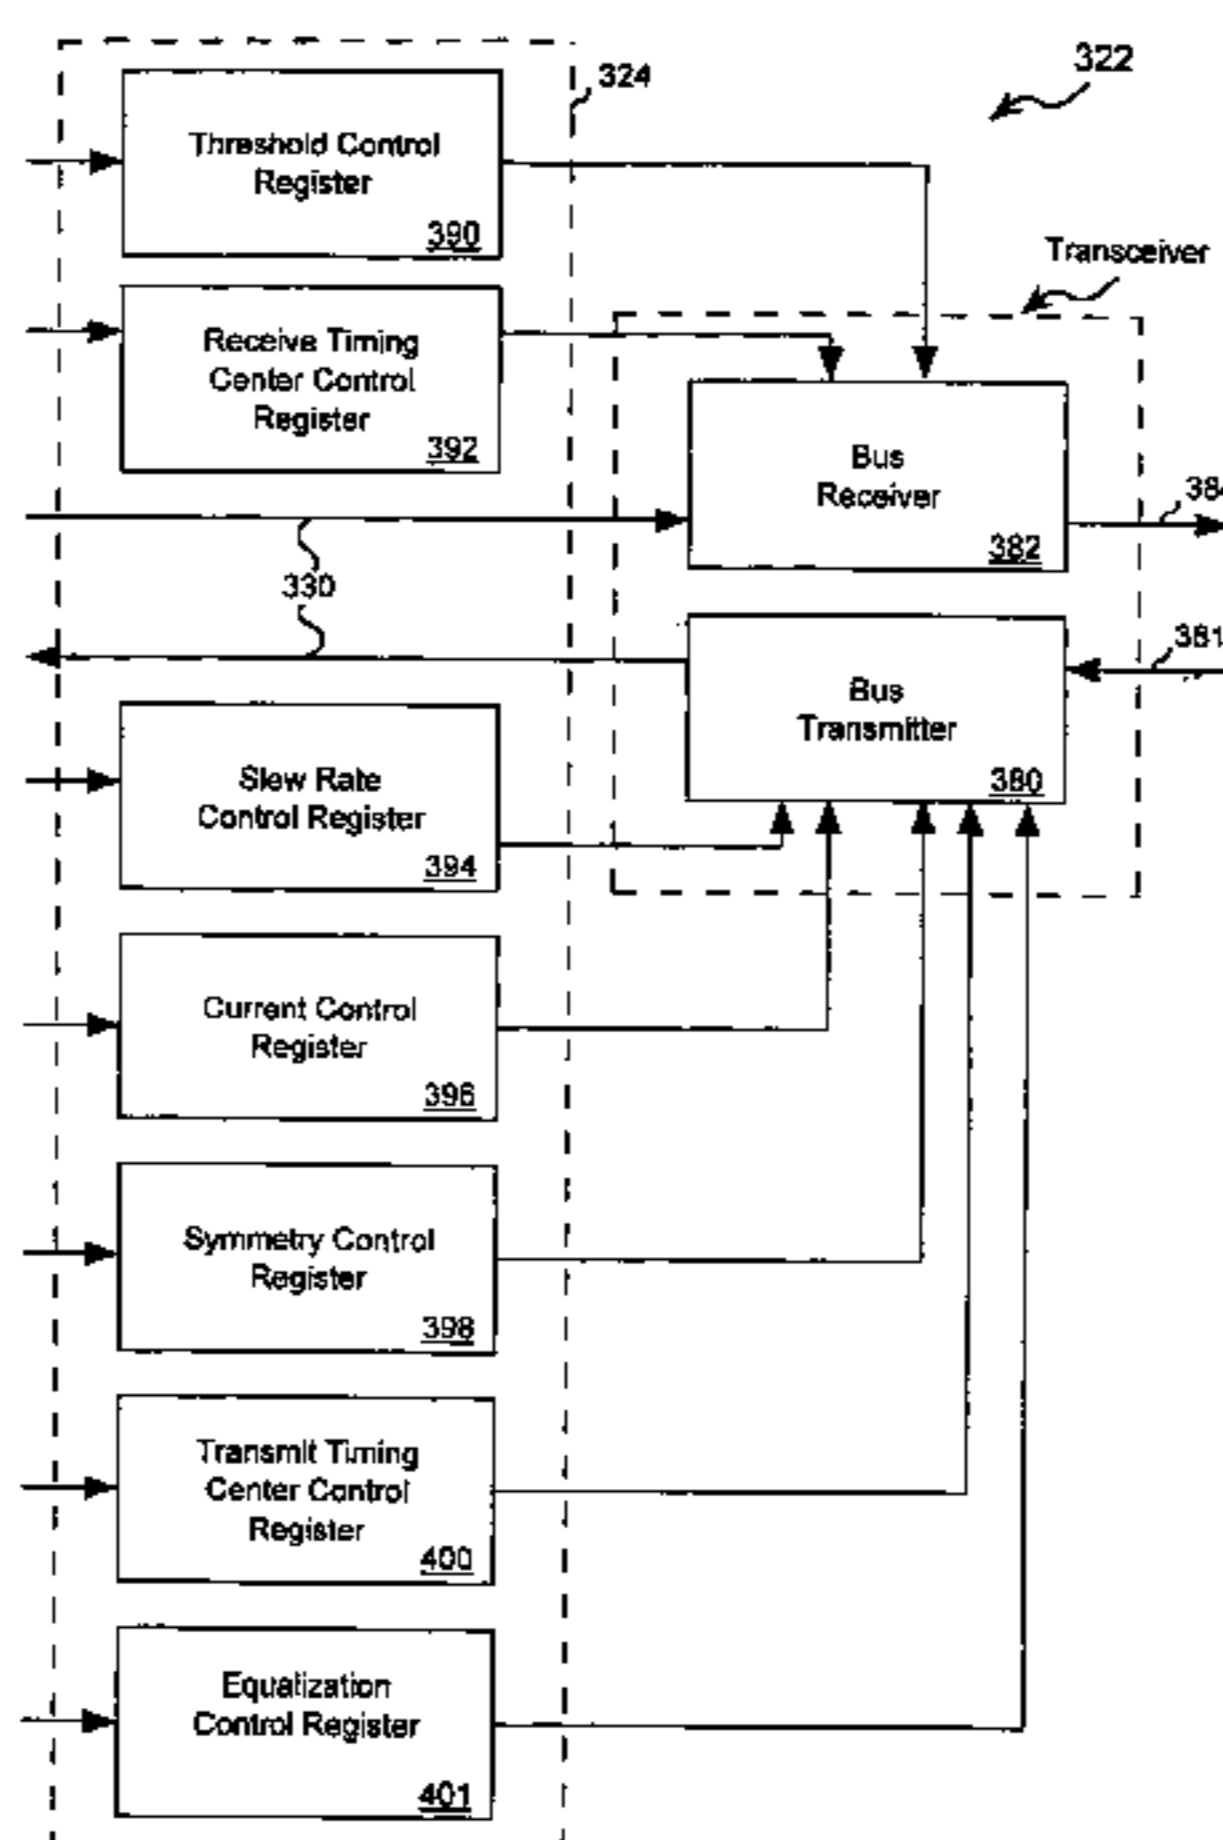 322
324
Threshold Control
Register
390
Transceiver
Receive Timing
Center Control
Register
392
Bus
Receiver
382
384
330
381
Bus
Transmitter
380
Slew Rate
Control Register
394
Current Control
Register
396
Symmetry Control
Register
398
Transmit Timing
Center Control
Register
400
Equalization
Control Register
401